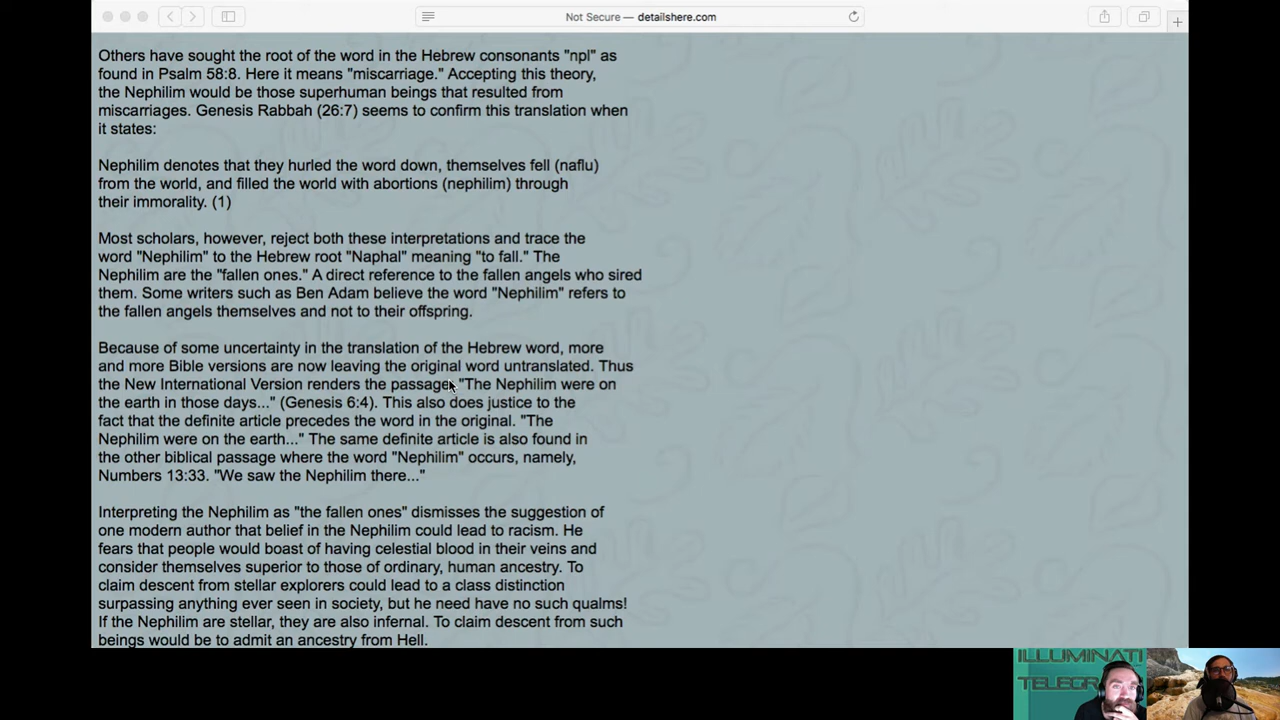 Not Secure — detailshere.com
Others have sought the root of the word in the Hebrew consonants "npl" as
found in Psalm 58:8. Here it means "miscarriage." Accepting this theory,
the Nephilim would be those superhuman beings that resulted from
miscarriages. Genesis Rabbah (26:7) seems to confirm this translation when
it states:
Nephilim denotes that they hurled the word down, themselves fell (naflu)
from the world, and filled the world with abortions (nephilim) through
their immorality. (1)
Most scholars, however, reject both these interpretations and trace the
word "Nephilim" to the Hebrew root "Naphal" meaning "to fall." The
Nephilim are the "fallen ones." A direct reference to the fallen angels who sired
them. Some writers such as Ben Adam believe the word "Nephilim" refers to
the fallen angels themselves and not to their offspring.
Because of some uncertainty in the translation of the Hebrew word, more
and more Bible versions are now leaving the original word untranslated. Thus
the New International Version renders the passage, "The Nephilim were on
the earth in those days..." (Genesis 6:4). This also does justice to the
fact that the definite article precedes the word in the original. "The
Nephilim were on the earth..." The same definite article is also found in
the other biblical passage where the word "Nephilim" occurs, namely,
Numbers 13:33. "We saw the Nephilim there..."
Interpreting the Nephilim as "the fallen ones" dismisses the suggestion of
one modern author that belief in the Nephilim could lead to racism. He
fears that people would boast of having celestial blood in their veins and
consider themselves superior to those of ordinary, human ancestry. To
claim descent from stellar explorers could lead to a class distinction
surpassing anything ever seen in society, but he need have no such qualms!
If the Nephilim are stellar, they are also infernal. To claim descent from such
beings would be to admit an ancestry from Hell.
ILLUMINATI